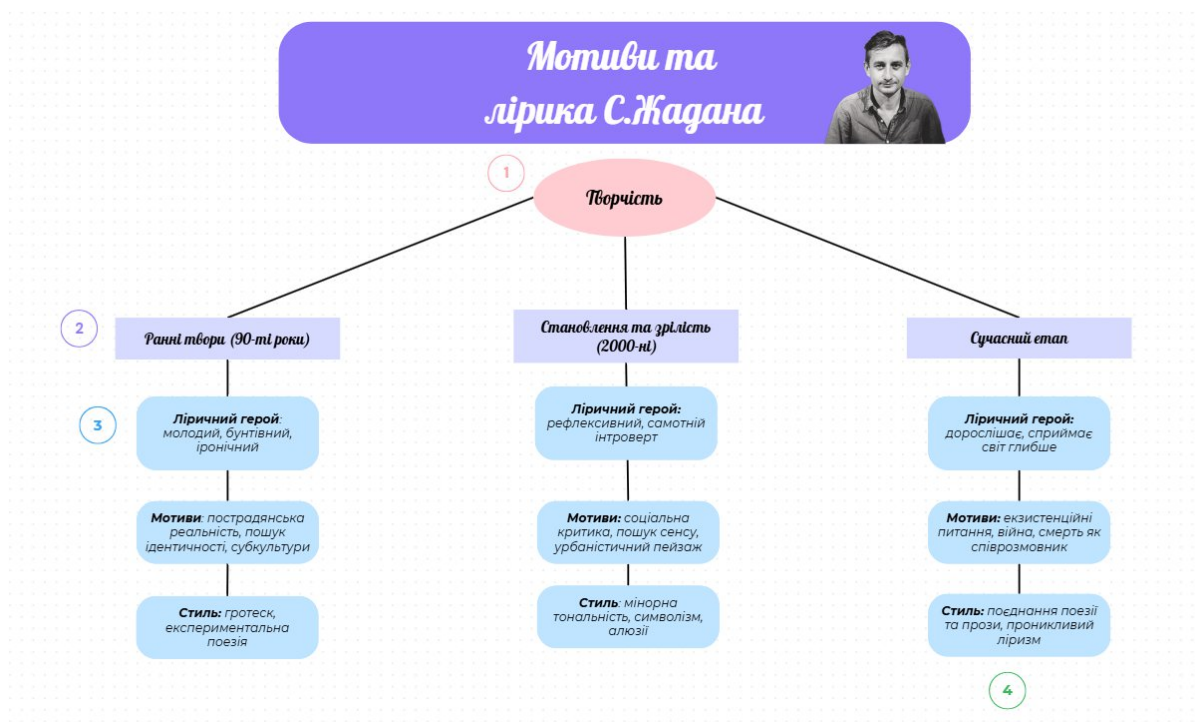 Мотиви та
лірика С.Жадана
1
Творчість
2
Ранні твори (90-ті роки)
Становлення та зрілість
(2000-ні)
Сучасний етап
3
Ліричний герой:
молодий, бунтівний,
іронічний
Ліричний герой:
рефлексивний, самотній
інтроверт
Ліричний герой:
дорослішає, сприймає
світ глибше
Мотиви: пострадянська
реальність, пошук
ідентичності, субкультури
Мотиви: соціальна
критика, пошук сенсу,
урбаністичний пейзаж
Мотиви: екзистенційні
питання, війна, смерть як
співрозмовник
Стиль: гротеск,
експериментальна
поезія
Стиль: мінорна
тональність, символізм,
алюзії
Стиль: поєднання поезії
та прози, проникливий
ліризм
4